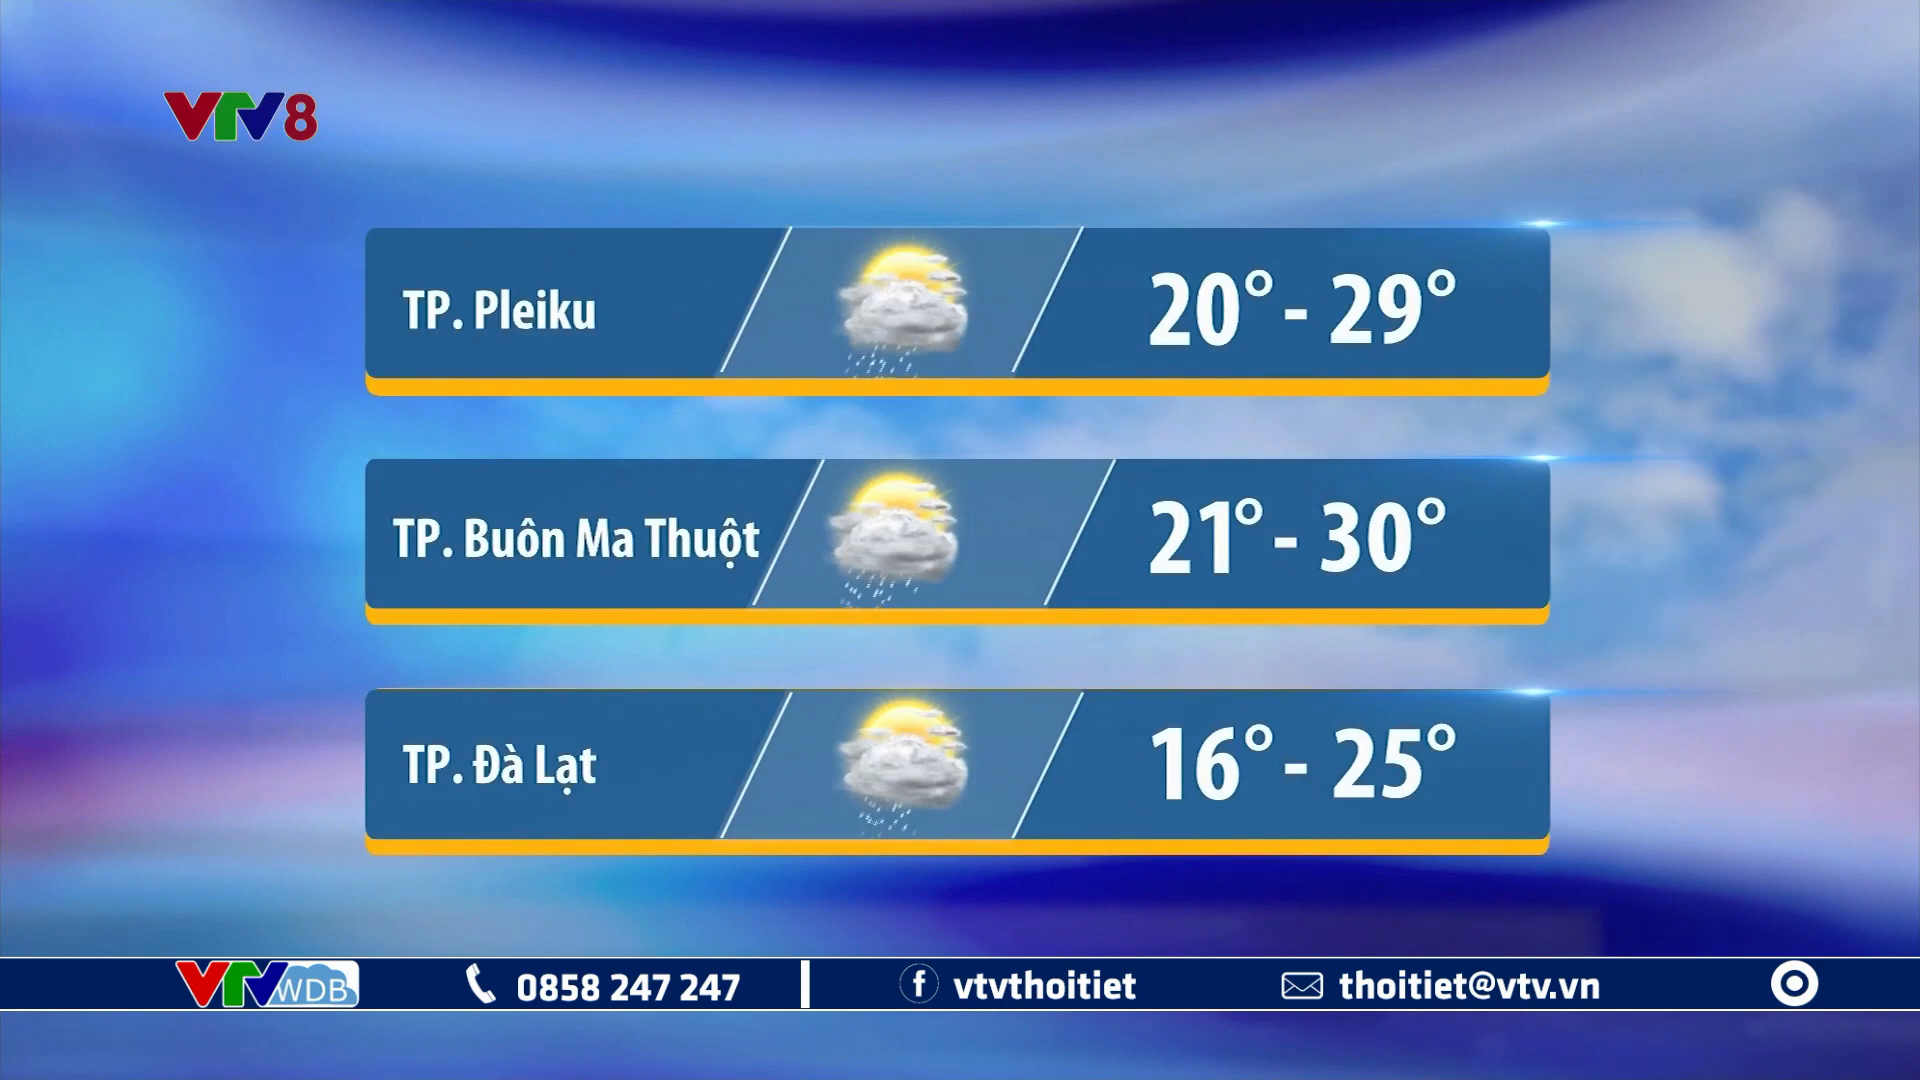 VTV8
TP. Pleiku
20° - 29°
TP. Buôn Ma Thuột
21° - 30°
TP. Đà Lạt
16° - 25°
VTV WDB
0858 247 247
vtvthoitiet
thoitiet@vtv.vn